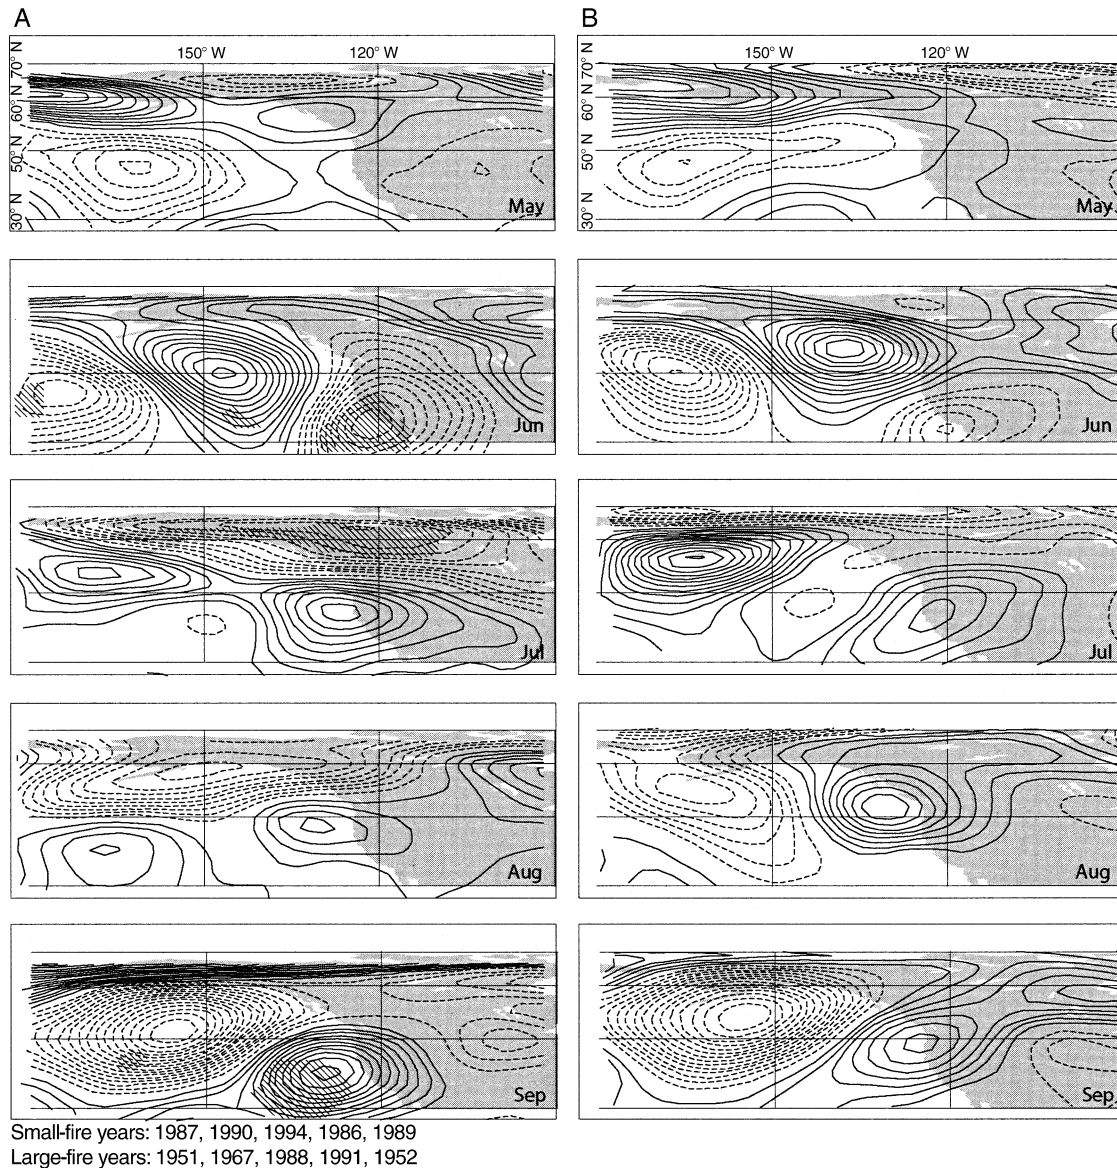 A
B
150° W 120° W
150° W 120° W
70° N
60° N
50° N
30° N
May
70° N
60° N
50° N
30° N
May
Jun
Jun
Jul
Jul
Aug
Aug
Sep
Sep
Small-fire years: 1987, 1990, 1994, 1986, 1989
Large-fire years: 1951, 1967, 1988, 1991, 1952